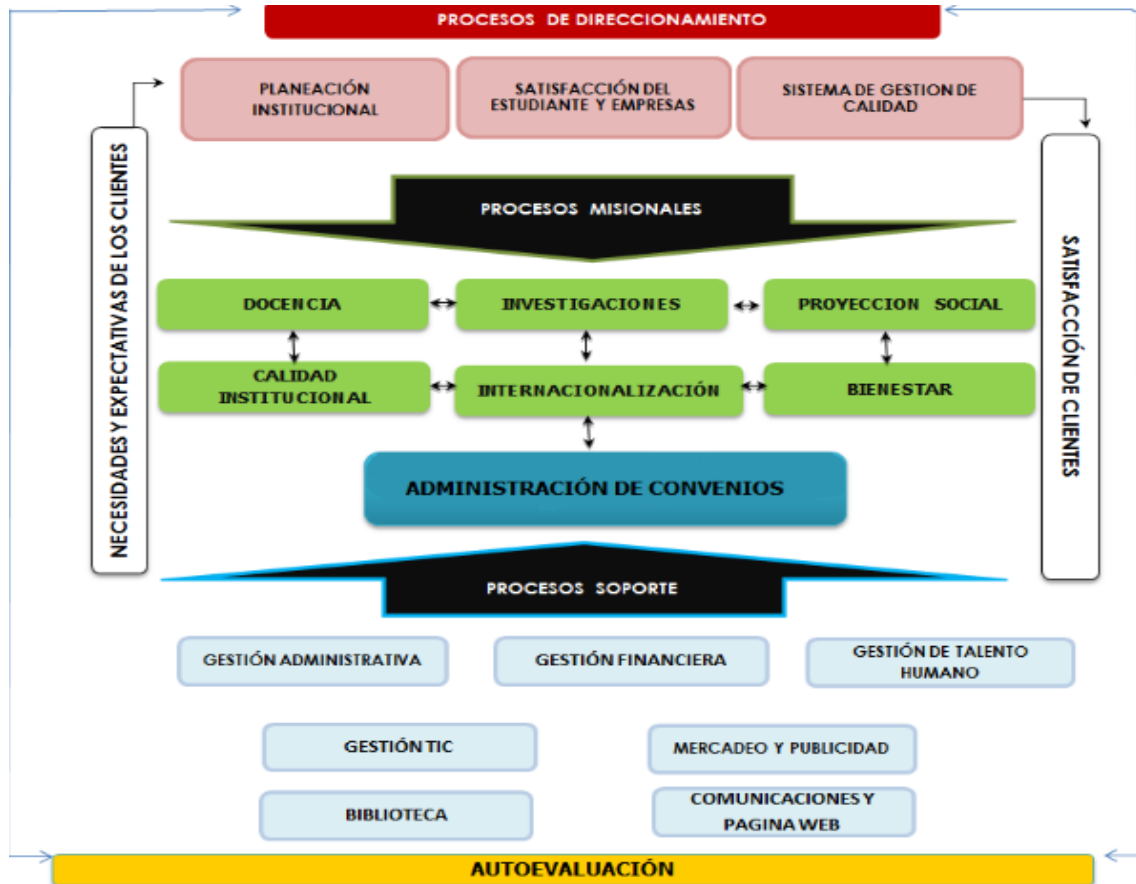 PROCESOS DE DIRECCIONAMIENTO
PLANEACIÓN
INSTITUCIONAL
SATISFACCIÓN DEL
ESTUDIANTE Y EMPRESAS
SISTEMA DE GESTION DE
CALIDAD
NECESIDADES Y EXPECTATIVAS DE LOS CLIENTES
PROCESOS MISIONALES
DOCENCIA
INVESTIGACIONES
PROYECCION SOCIAL
CALIDAD
INSTITUCIONAL
INTERNACIONALIZACIÓN
BIENESTAR
ADMINISTRACIÓN DE CONVENIOS
SATISFACCIÓN DE CLIENTES
PROCESOS SOPORTE
GESTIÓN ADMINISTRATIVA
GESTIÓN FINANCIERA
GESTIÓN DE TALENTO
HUMANO
GESTIÓN TIC
MERCADEO Y PUBLICIDAD
BIBLIOTECA
COMUNICACIONES Y
PAGINA WEB
AUTOEVALUACIÓN